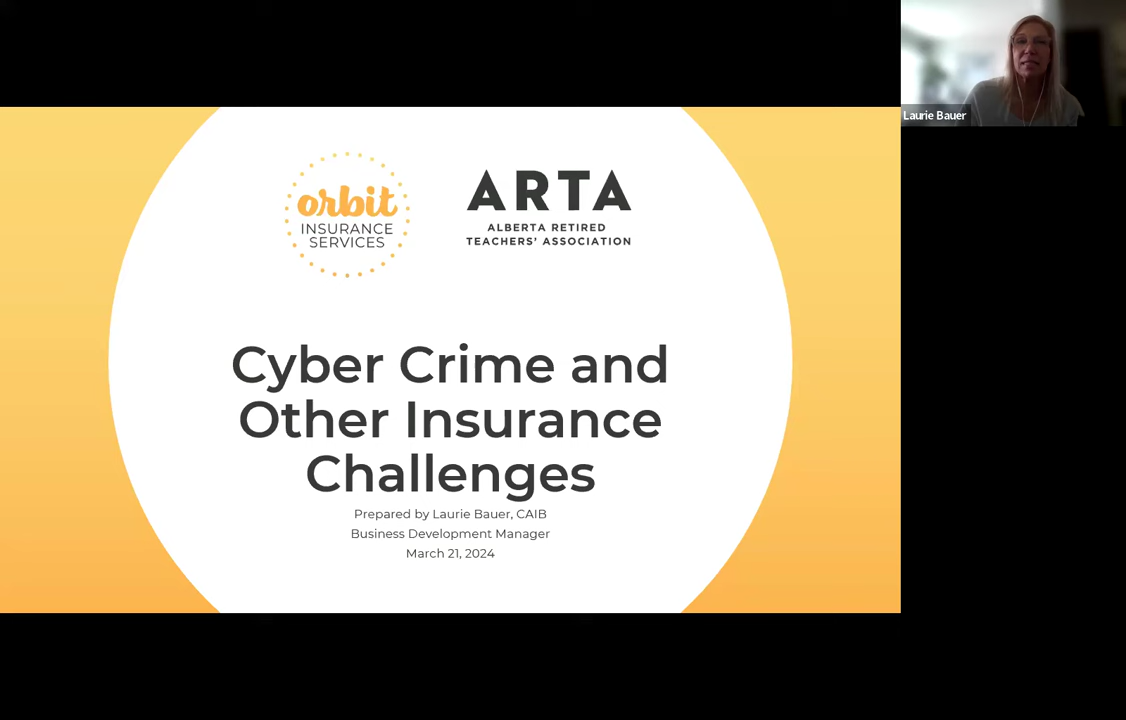 Laurie Bauer
orbit
INSURANCE
SERVICES
ARTA
ALBERTA RETIRED
TEACHERS' ASSOCIATION
Cyber Crime and
Other Insurance
Challenges
Prepared by Laurie Bauer, CAIB
Business Development Manager
March 21, 2024